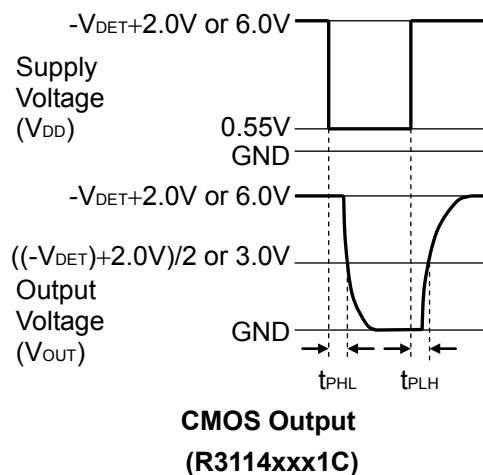 -VDET+2.0V or 6.0V
Supply
Voltage
(VDD)
0.55V
GND
-VDET+2.0V or 6.0V
((-VDET)+2.0V)/2 or 3.0V
Output
Voltage
(VOUT)
GND
tPHL tPLH
CMOS Output
(R3114xxx1C)